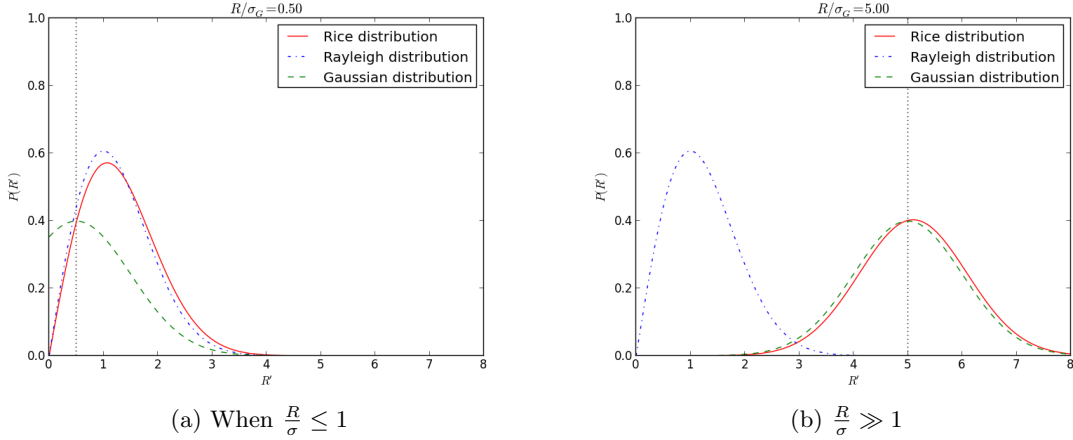 R/σ_G=0.50
1.0
0.8
0.6
0.4
0.2
0.0
P(R')
0 1 2 3 4 5 6 7 8
R'
Rice distribution
Rayleigh distribution
Gaussian distribution
(a) When R/σ ≤ 1
R/σ_G=5.00
1.0
0.8
0.6
0.4
0.2
0.0
P(R')
0 1 2 3 4 5 6 7 8
R'
Rice distribution
Rayleigh distribution
Gaussian distribution
(b) R/σ ≫ 1